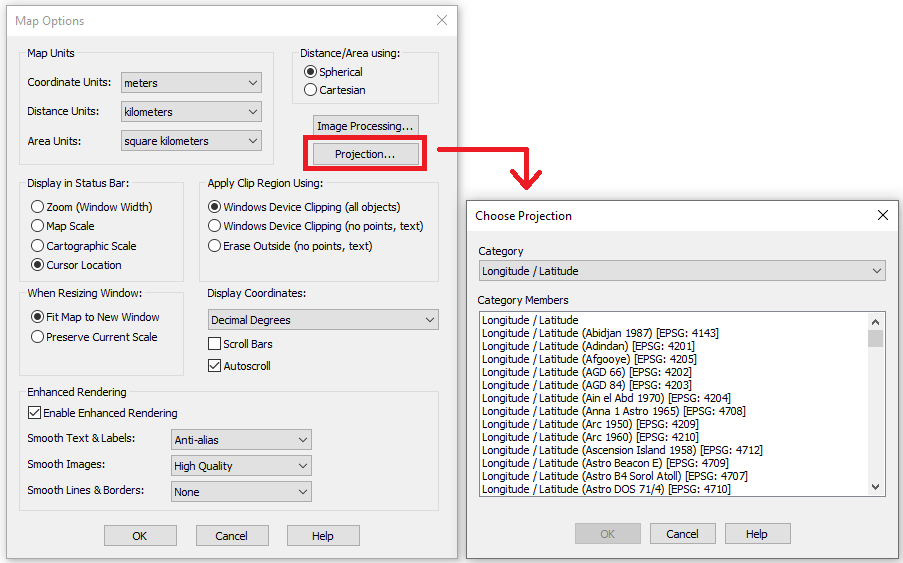 Map Options
Map Units
Coordinate Units: meters
Distance Units: kilometers
Area Units: square kilometers
Distance/Area using:
Spherical
Cartesian
Image Processing...
Projection...
Display in Status Bar:
Zoom (Window Width)
Map Scale
Cartographic Scale
Cursor Location
Apply Clip Region Using:
Windows Device Clipping (all objects)
Windows Device Clipping (no points, text)
Erase Outside (no points, text)
When Resizing Window:
Fit Map to New Window
Preserve Current Scale
Display Coordinates:
Decimal Degrees
Scroll Bars
Autoscroll
Enhanced Rendering
Enable Enhanced Rendering
Smooth Text & Labels: Anti-alias
Smooth Images: High Quality
Smooth Lines & Borders: None
OK Cancel Help
Choose Projection
Category
Longitude / Latitude
Category Members
Longitude / Latitude
Longitude / Latitude (Abidjan 1987) [EPSG: 4143]
Longitude / Latitude (Adindan) [EPSG: 4201]
Longitude / Latitude (Afgooye) [EPSG: 4205]
Longitude / Latitude (AGD 66) [EPSG: 4202]
Longitude / Latitude (AGD 84) [EPSG: 4203]
Longitude / Latitude (Ain el Abd 1970) [EPSG: 4204]
Longitude / Latitude (Anna 1 Astro 1965) [EPSG: 4708]
Longitude / Latitude (Arc 1950) [EPSG: 4209]
Longitude / Latitude (Arc 1960) [EPSG: 4210]
Longitude / Latitude (Ascension Island 1958) [EPSG: 4712]
Longitude / Latitude (Astro Beacon E) [EPSG: 4709]
Longitude / Latitude (Astro B4 Sorol Atoll) [EPSG: 4707]
Longitude / Latitude (Astro DOS 71/4) [EPSG: 4710]
OK Cancel Help